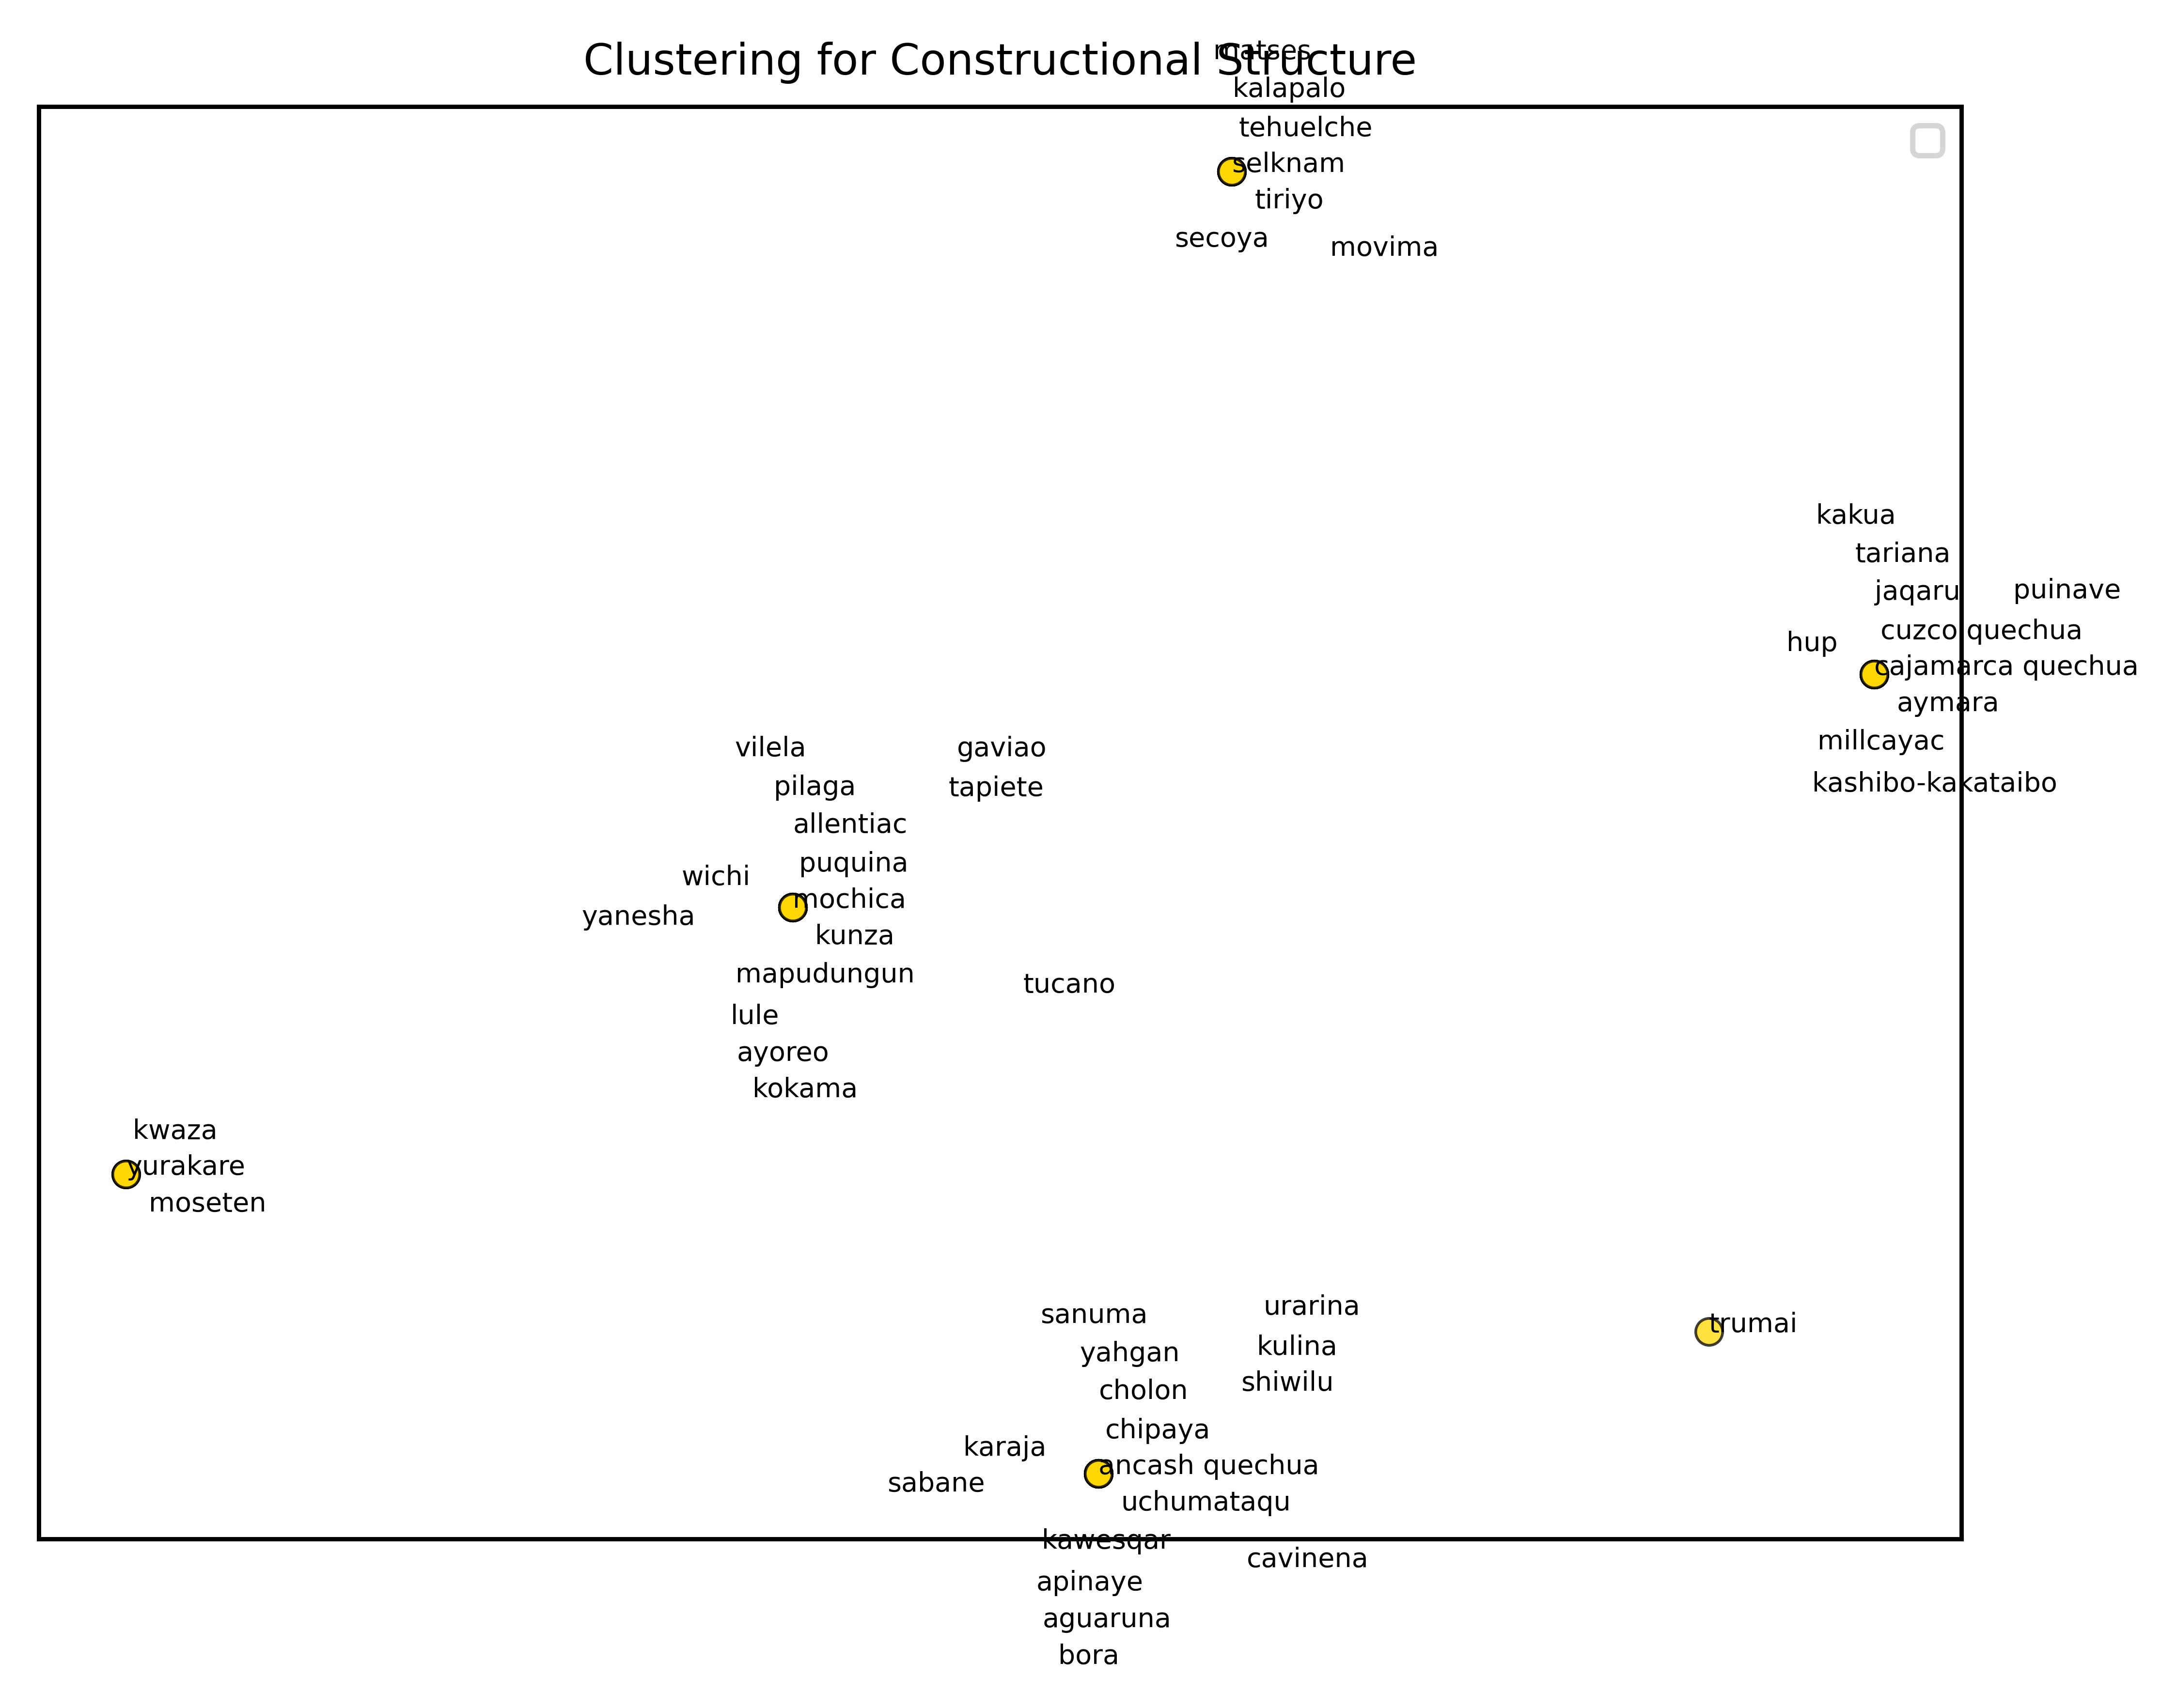 matses
Clustering for Constructional Structure
kalapalo
tehuelche
selknam
tiriyo
secoya
movima
kakua
tariana
jaqaru
puinave
cuzco quechua
hup
cajamarca quechua
aymara
millcayac
kashibo-kakataibo
vilela
gaviao
pilaga
tapiete
allentiac
puquina
wichi
mochica
yanesha
kunza
mapudungun
tucano
lule
ayoreo
kokama
kwaza
yurakare
moseten
sanuma
urarina
trumai
yahgan
kulina
cholon
shiwilu
chipaya
karaja
ancash quechua
sabane
uchumataqu
kawesqar
cavinena
apinaye
aguaruna
bora